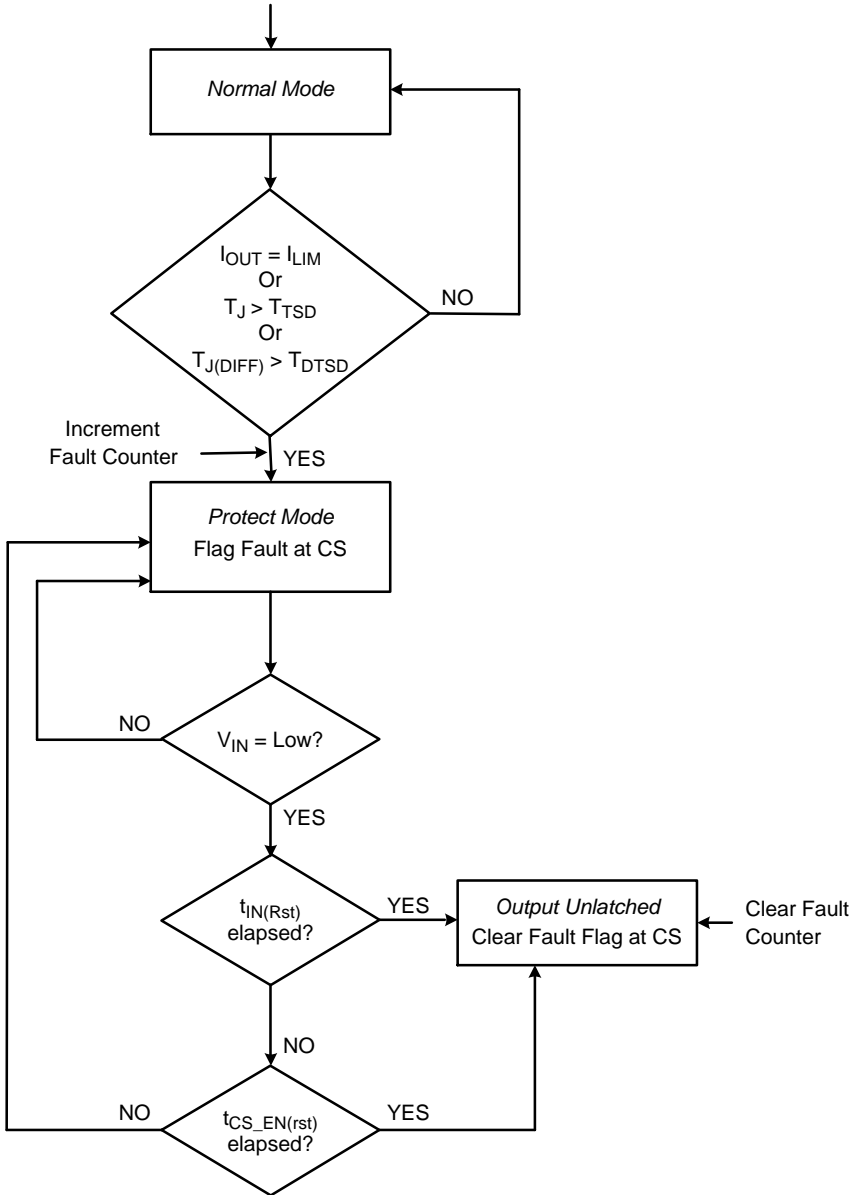 Normal Mode
I_OUT = I_LIM
Or
T_J > T_TSD
Or
T_J(DIFF) > T_DTSD
NO
Increment
Fault Counter
YES
Protect Mode
Flag Fault at CS
NO
V_IN = Low?
YES
t_IN(Rst)
elapsed?
YES
Output Unlatched
Clear Fault Flag at CS
Clear Fault
Counter
NO
NO
t_CS_EN(rst)
elapsed?
YES